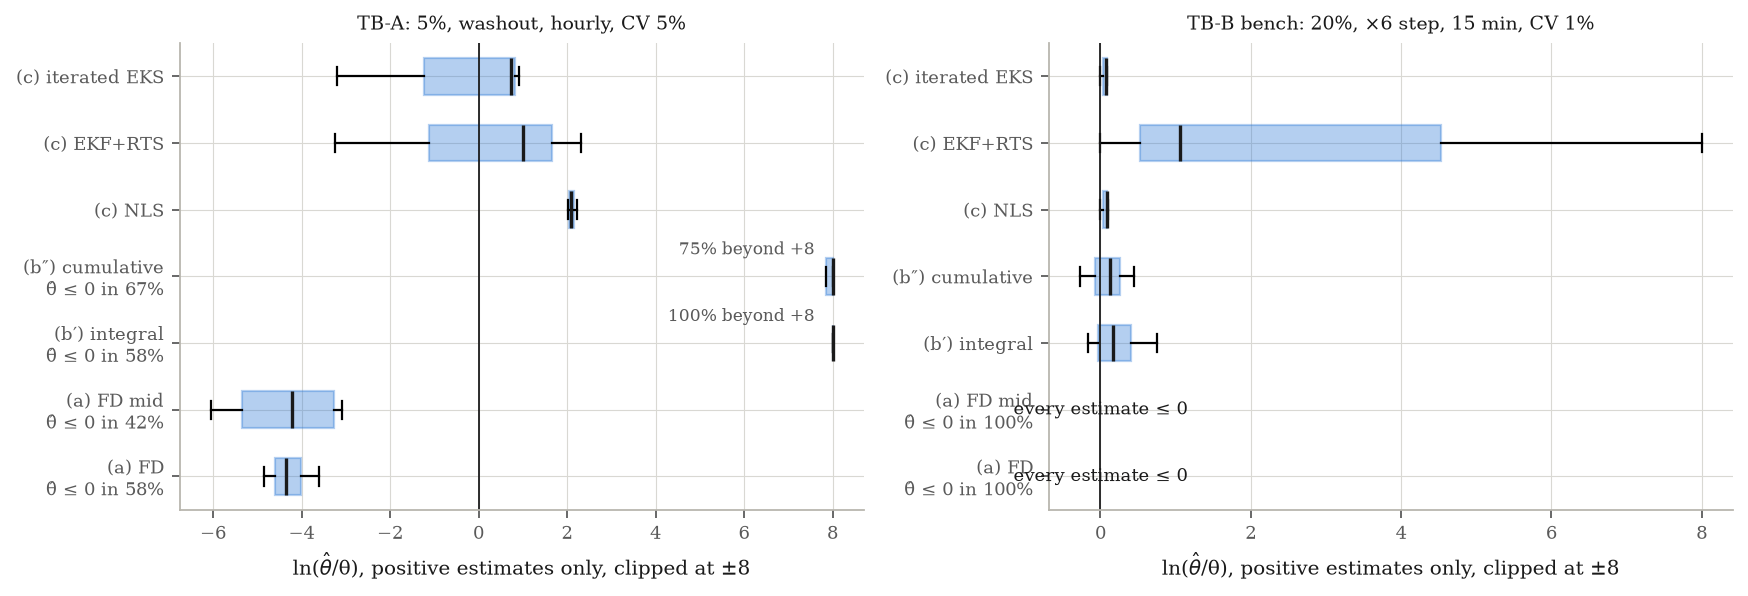 TB-A: 5%, washout, hourly, CV 5%
(c) iterated EKS
(c) EKF+RTS
(c) NLS
75% beyond +8
(b″) cumulative
θ̂ ≤ 0 in 67%
100% beyond +8
(b′) integral
θ̂ ≤ 0 in 58%
(a) FD mid
θ̂ ≤ 0 in 42%
(a) FD
θ̂ ≤ 0 in 58%
−6 −4 −2 0 2 4 6 8
ln(θ̂/θ), positive estimates only, clipped at ±8
TB-B bench: 20%, ×6 step, 15 min, CV 1%
(c) iterated EKS
(c) EKF+RTS
(c) NLS
(b″) cumulative
(b′) integral
(a) FD mid
every estimate ≤ 0
θ̂ ≤ 0 in 100%
(a) FD
every estimate ≤ 0
θ̂ ≤ 0 in 100%
0 2 4 6 8
ln(θ̂/θ), positive estimates only, clipped at ±8